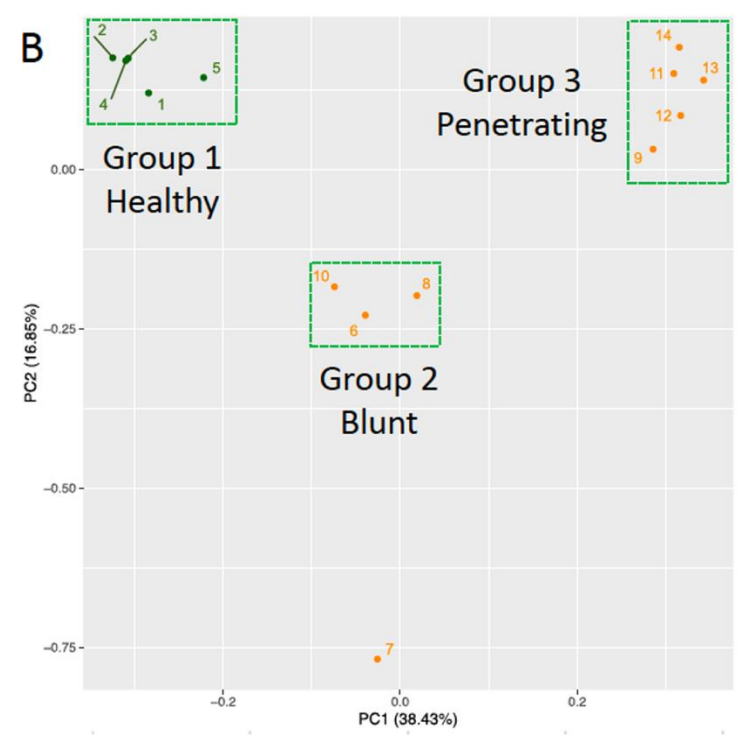 B
2
3
4
1
5
Group 1
Healthy
Group 3
Penetrating
14
11
13
12
9
10
8
6
Group 2
Blunt
7
0.00
−0.25
−0.50
−0.75
PC2 (16.85%)
−0.2
0.0
0.2
PC1 (38.43%)